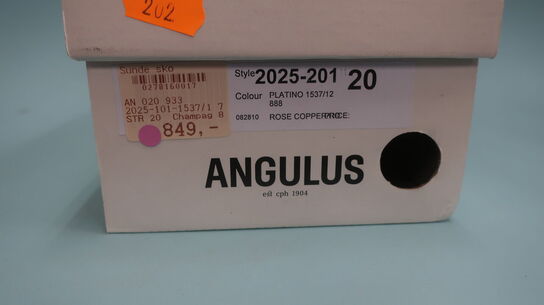 202
Sunde sko
0278160017
AN 020 933
2025-101-1537/1 7
STR 20 Champag 8
849,-
Style 2025-201 20
Colour PLATINO 1537/12
888
082810 ROSE COPPER PRICE:
ANGULUS
est cph 1904